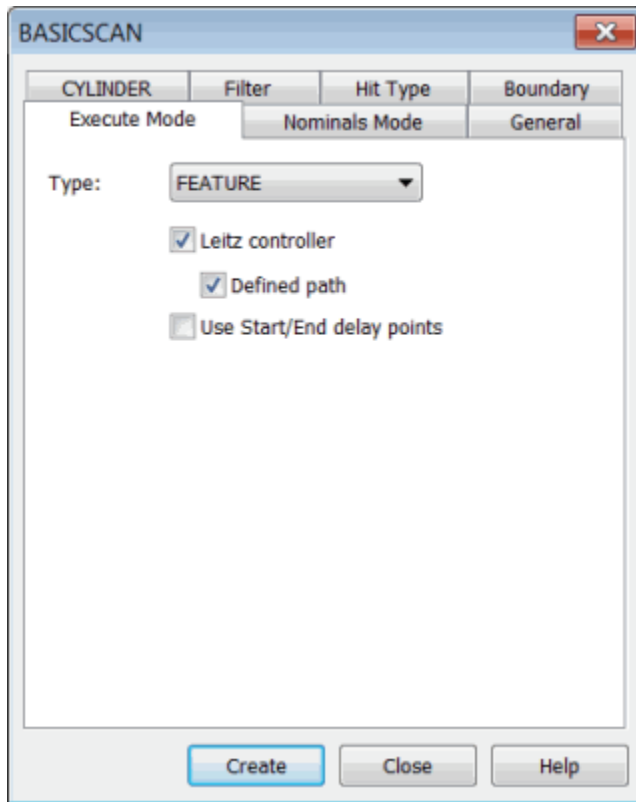 BASICSCAN
CYLINDER Filter Hit Type Boundary
Execute Mode Nominals Mode General
Type: FEATURE
Leitz controller
Defined path
Use Start/End delay points
Create Close Help